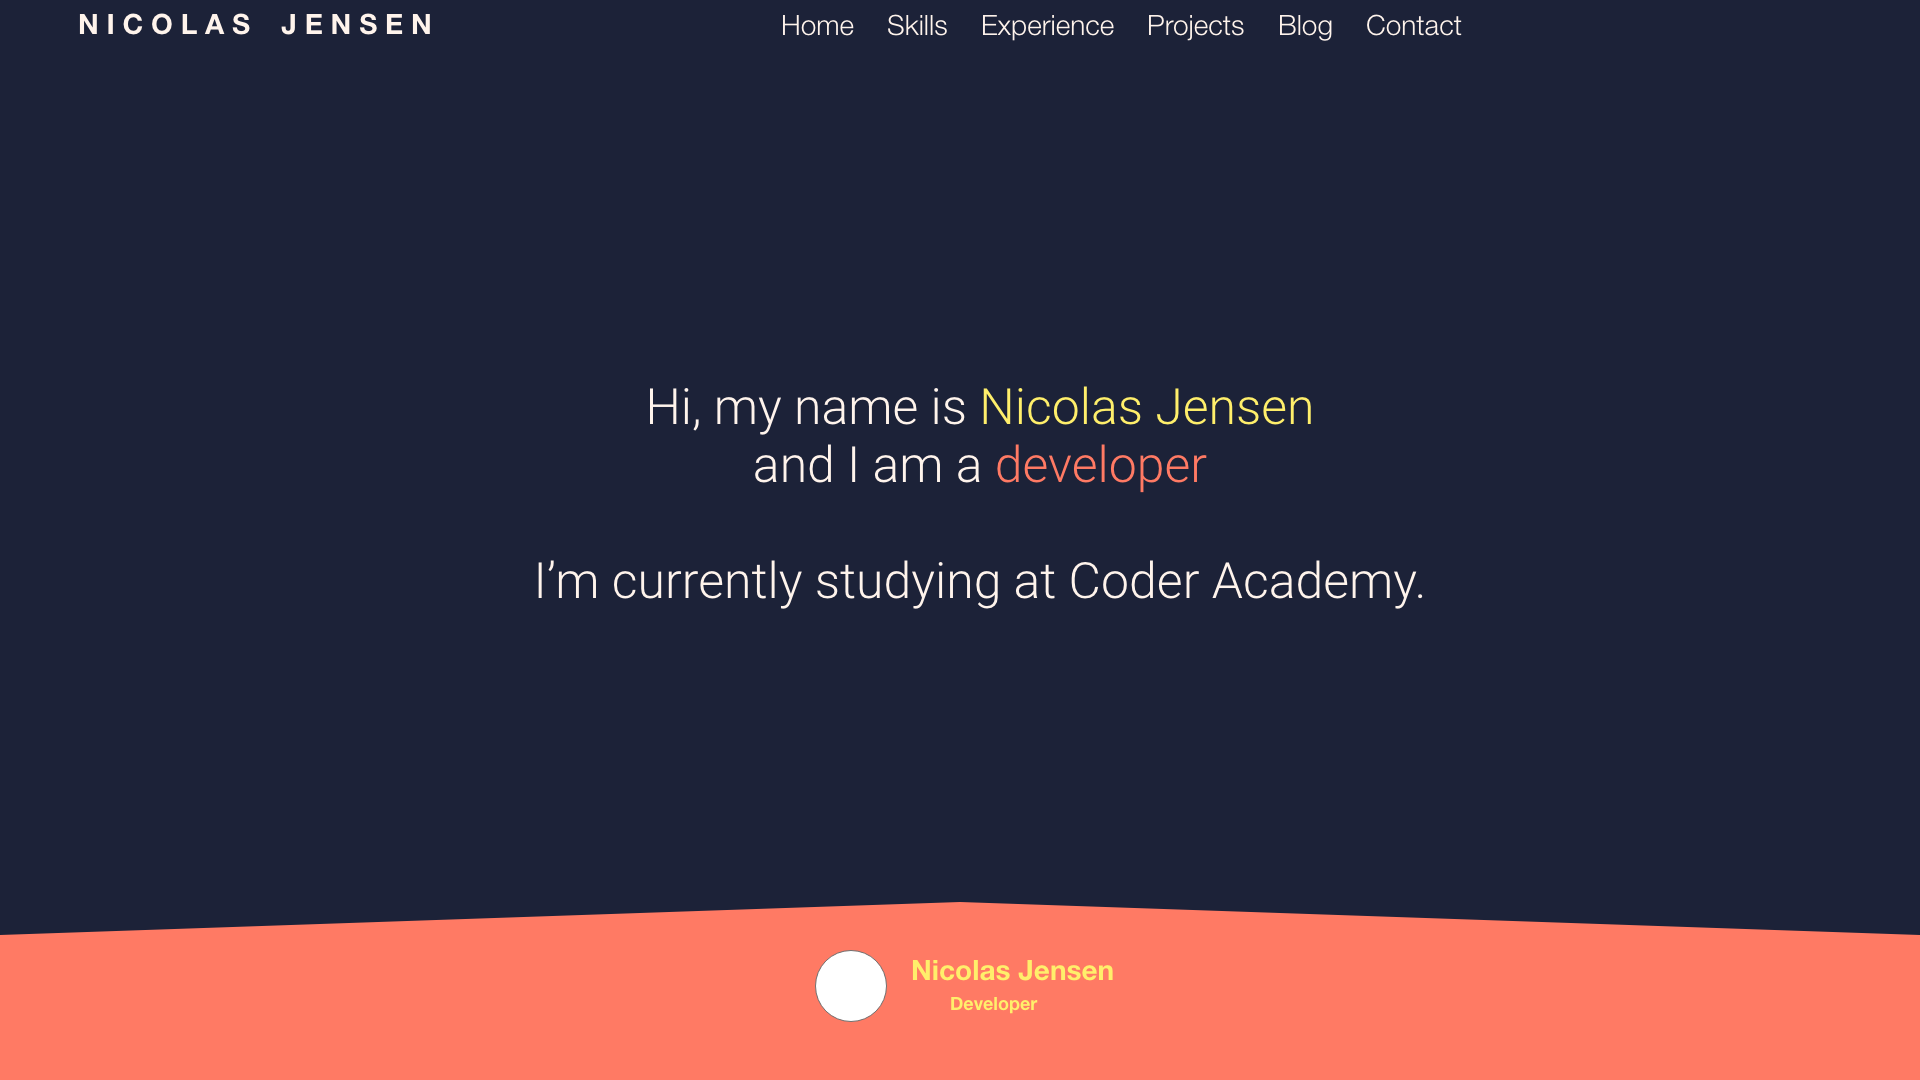 NICOLAS JENSEN
Home Skills Experience Projects Blog Contact
Hi, my name is Nicolas Jensen
and I am a developer
I’m currently studying at Coder Academy.
Nicolas Jensen
Developer